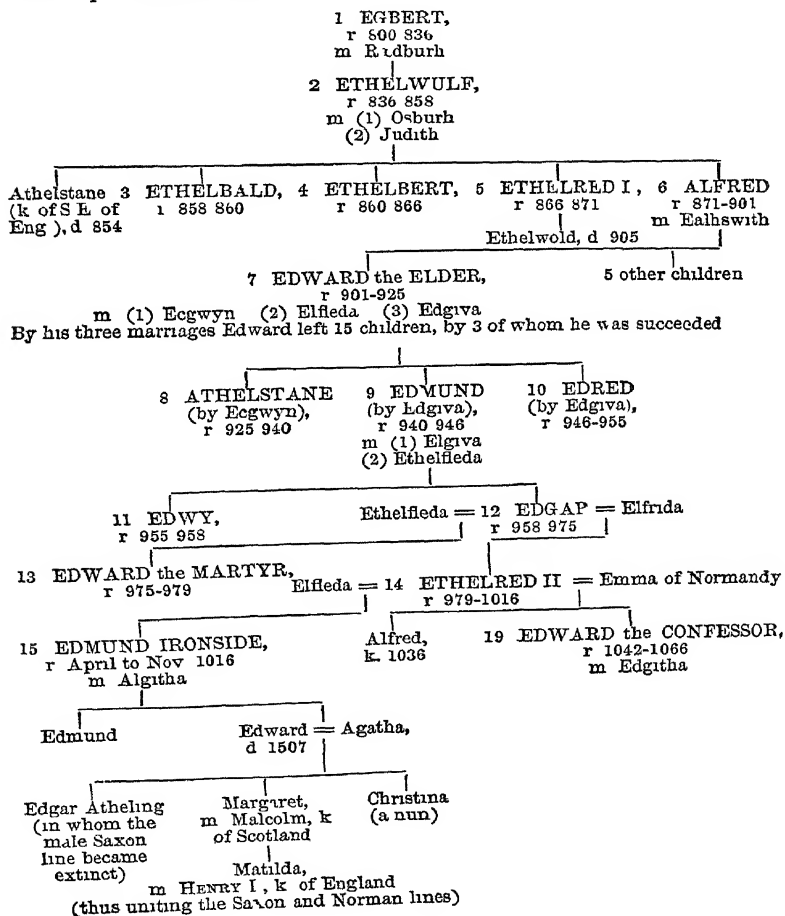 1 EGBERT,
r 800 836
m Redburh
2 ETHELWULF,
r 836 858
m (1) Osburh
(2) Judith
Athelstane 3 ETHELBALD, 4 ETHELBERT, 5 ETHELRED I, 6 ALFRED
(k of S E of r 858 860 r 860 866 r 866 871 r 871-901
Eng ), d 854 m Ealhswith
Ethelwold, d 905
7 EDWARD the ELDER, 5 other children
r 901-925
m (1) Ecgwyn (2) Elfleda (3) Edgiva
By his three marriages Edward left 15 children, by 3 of whom he was succeeded
8 ATHELSTANE 9 EDMUND 10 EDRED
(by Ecgwyn), (by Edgiva), (by Edgiva),
r 925 940 r 940 946 r 946-955
m (1) Elgiva
(2) Ethelfleda
11 EDWY, Ethelfleda = 12 EDGAP = Elfrida
r 955 958 r 958 975
13 EDWARD the MARTYR, Elfleda = 14 ETHELRED II = Emma of Normandy
r 975-979 r 979-1016
15 EDMUND IRONSIDE, Alfred, 19 EDWARD the CONFESSOR,
r April to Nov 1016 k. 1036 r 1042-1066
m Algitha m Edgitha
Edmund Edward = Agatha,
d 1507
Edgar Atheling Margaret, Christina
(in whom the m Malcolm, k (a nun)
male Saxon of Scotland
line became
extinct) Matilda,
m HENRY I, k of England
(thus uniting the Saxon and Norman lines)